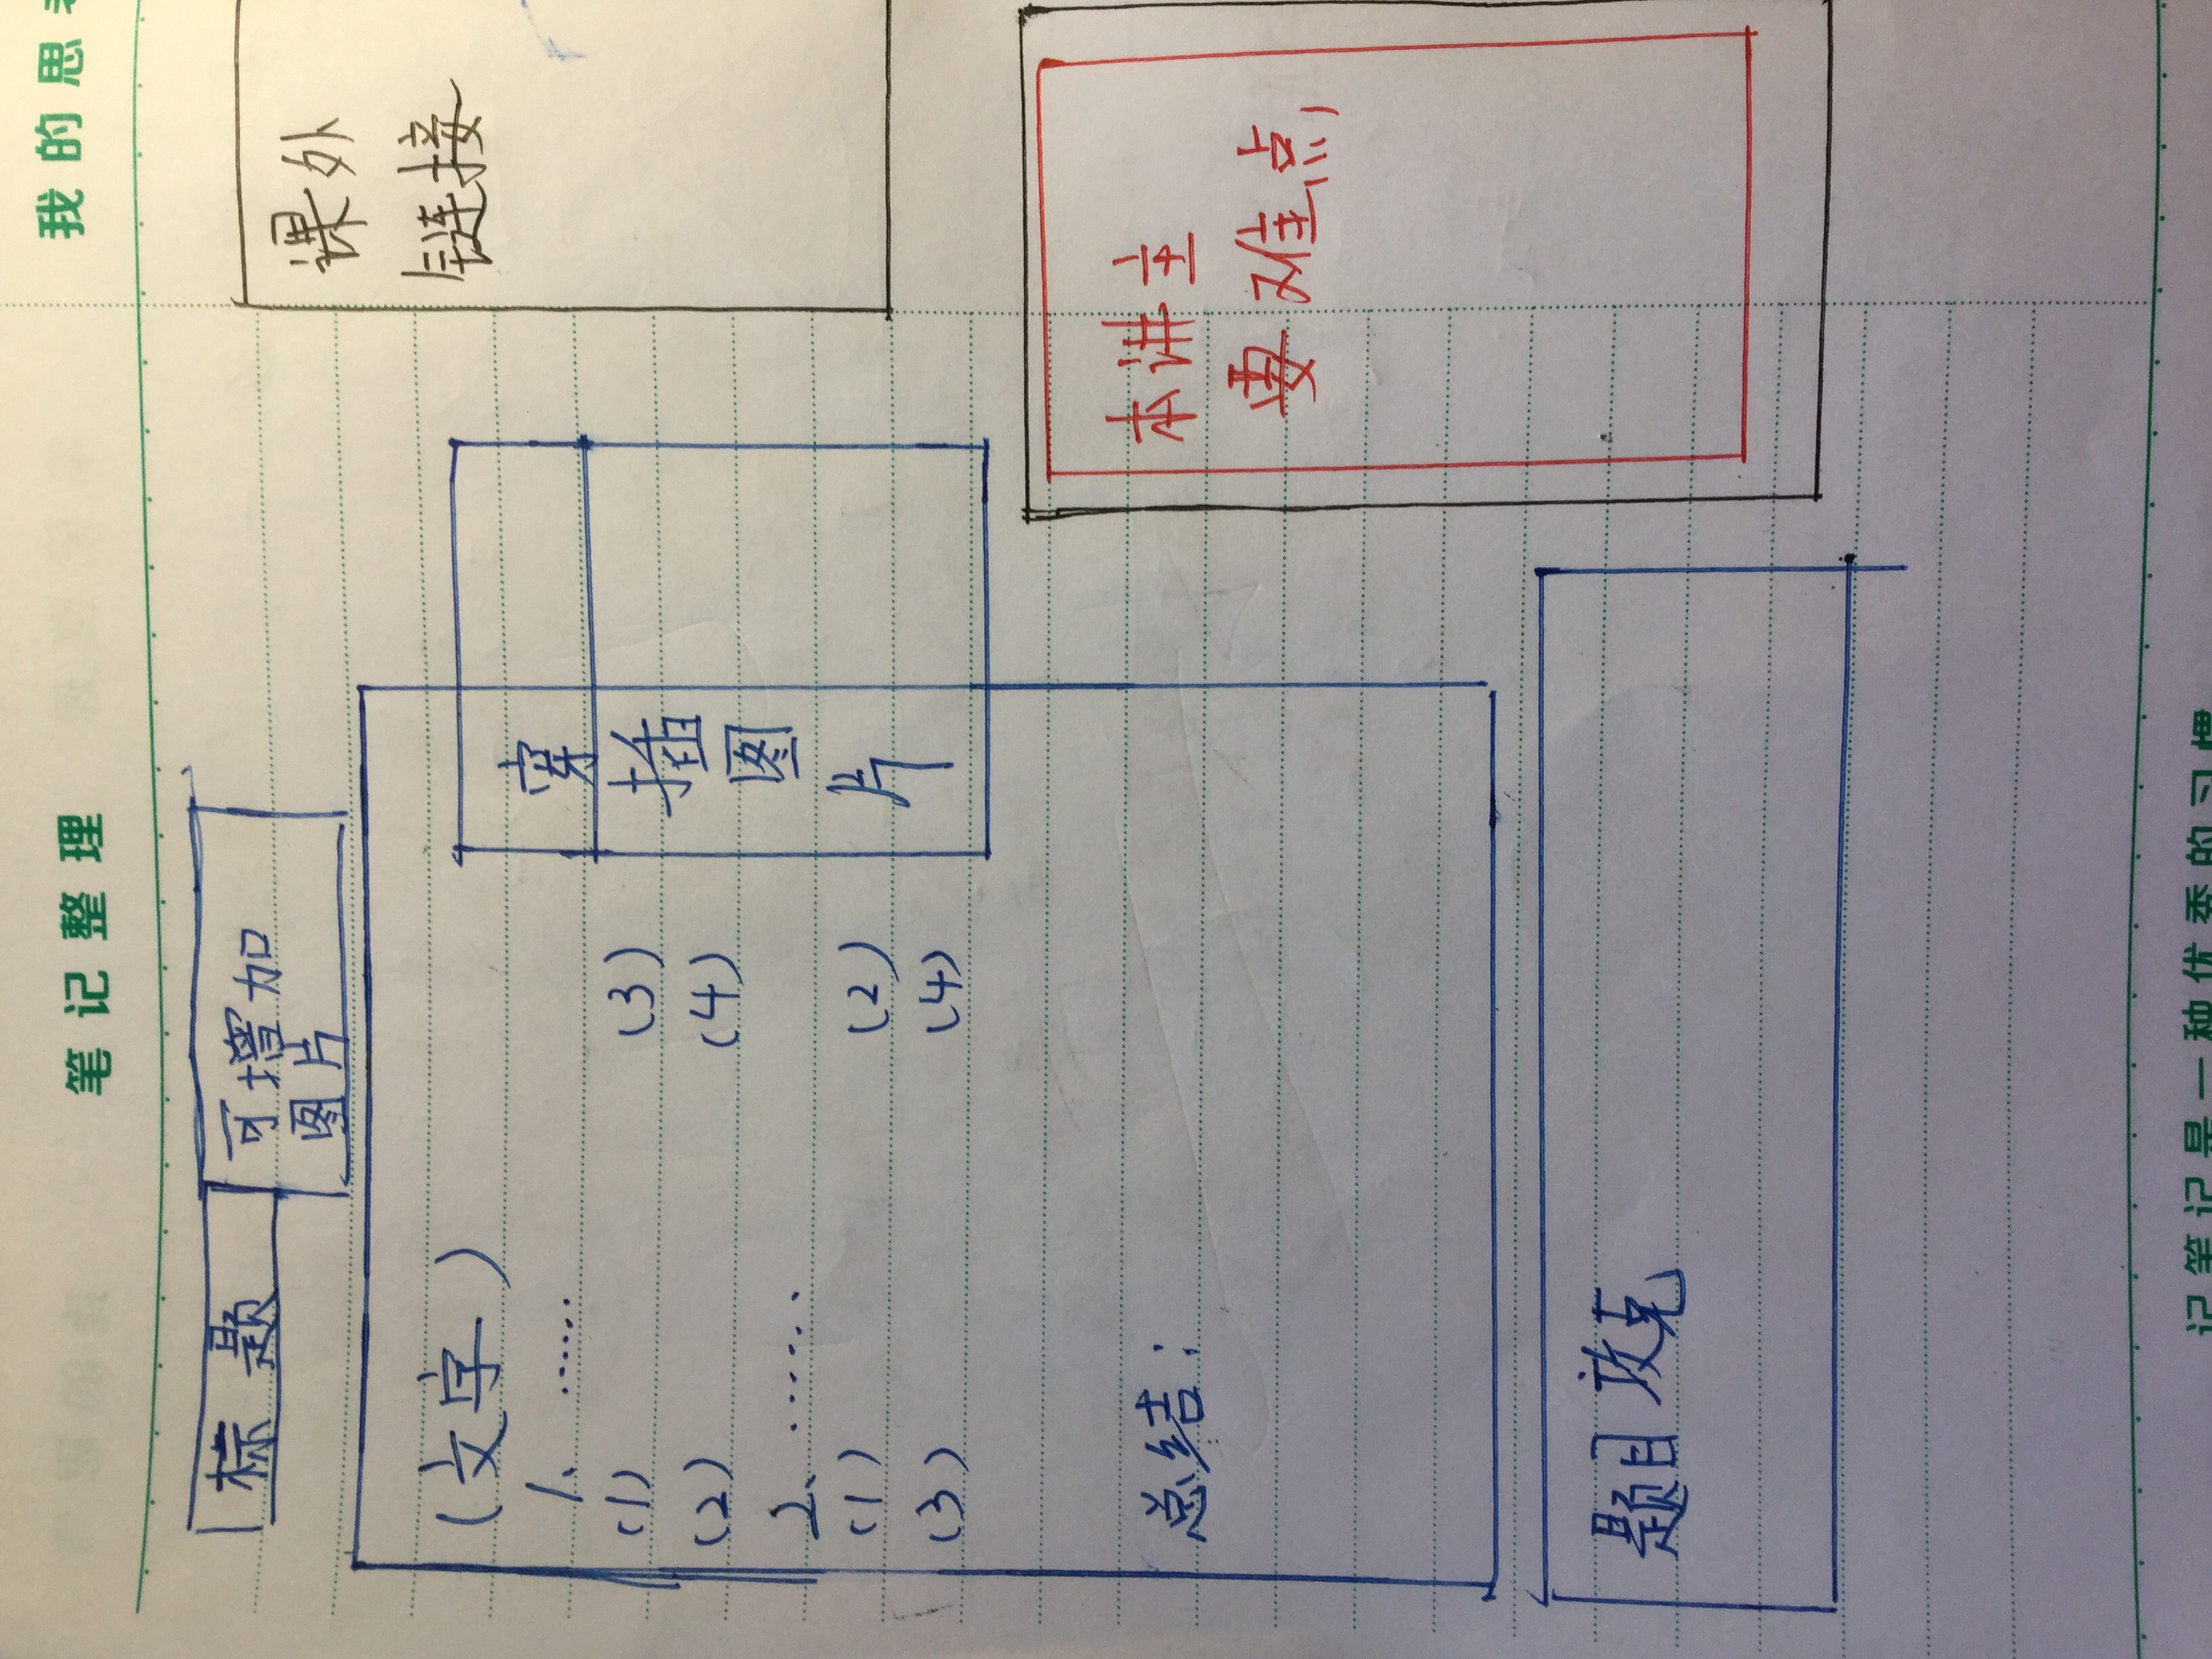 笔记整理
我的思考
标题
可增加
图片
(文字)
1、……
(1) (3)
(2) (4)
2、……
(1) (2)
(3) (4)
穿
插
图
片
总结：
题目攻克
课外
链接
本讲主
要难点
记笔记是一种优秀的习惯